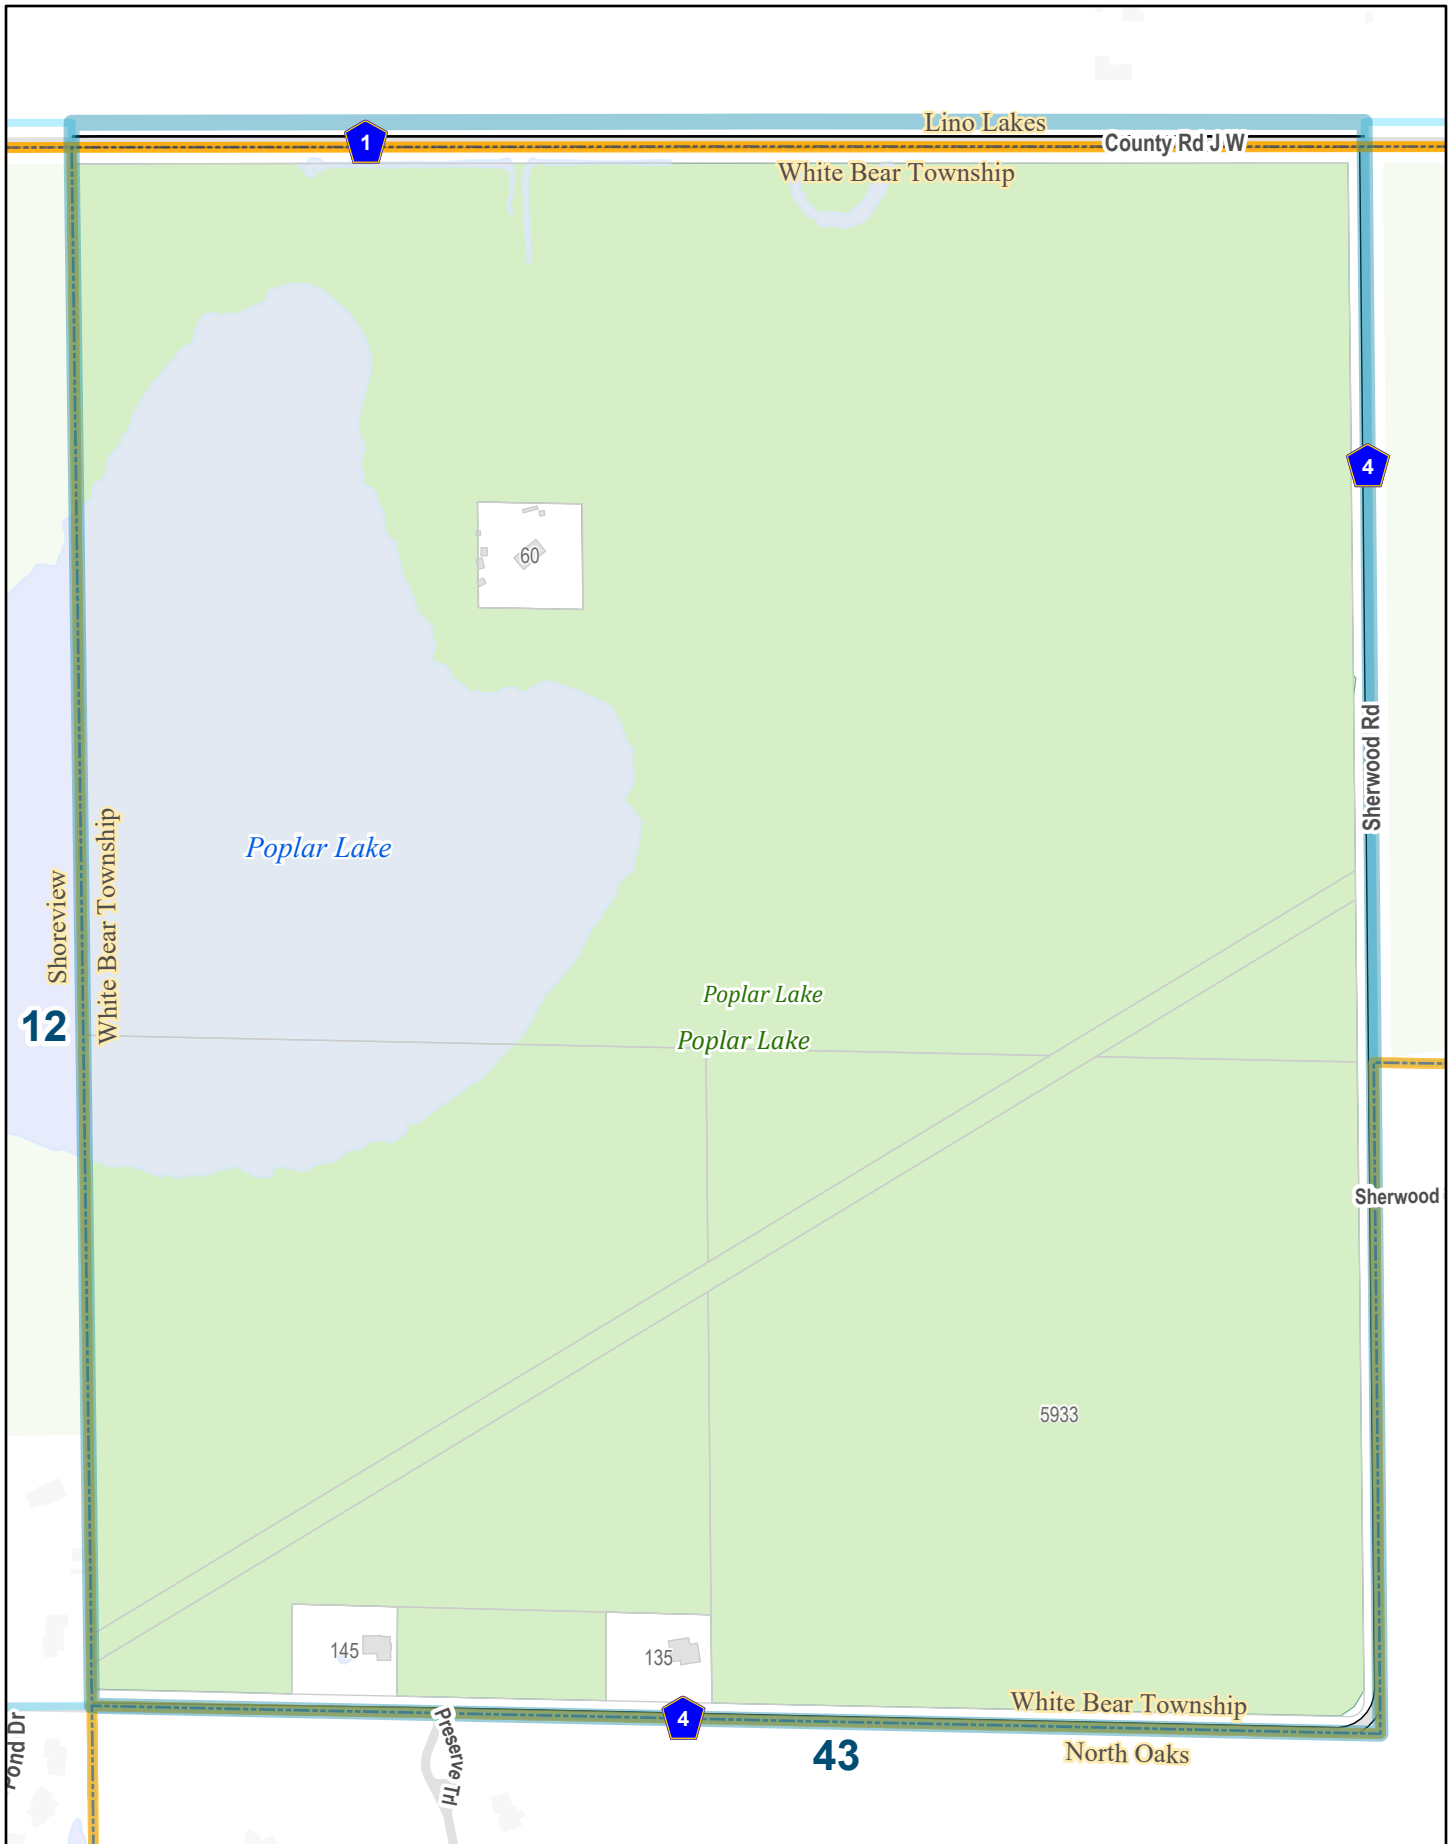 Lino Lakes
1
County Rd J W
White Bear Township
4
60
Sherwood Rd
Poplar Lake
Shoreview
White Bear Township
Poplar Lake
12
Poplar Lake
Sherwood
5933
145
135
White Bear Township
4
Preserve Trl
Pond Dr
43
North Oaks